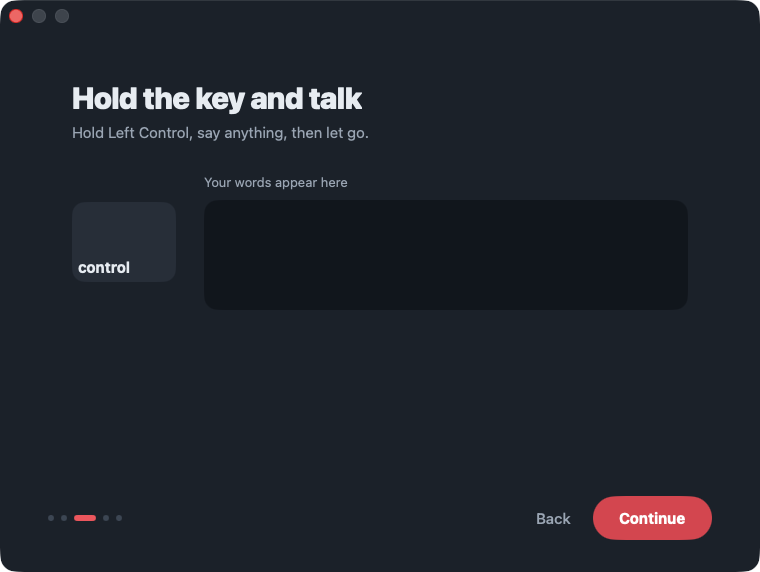 Hold the key and talk
Hold Left Control, say anything, then let go.
Your words appear here
control
Back
Continue